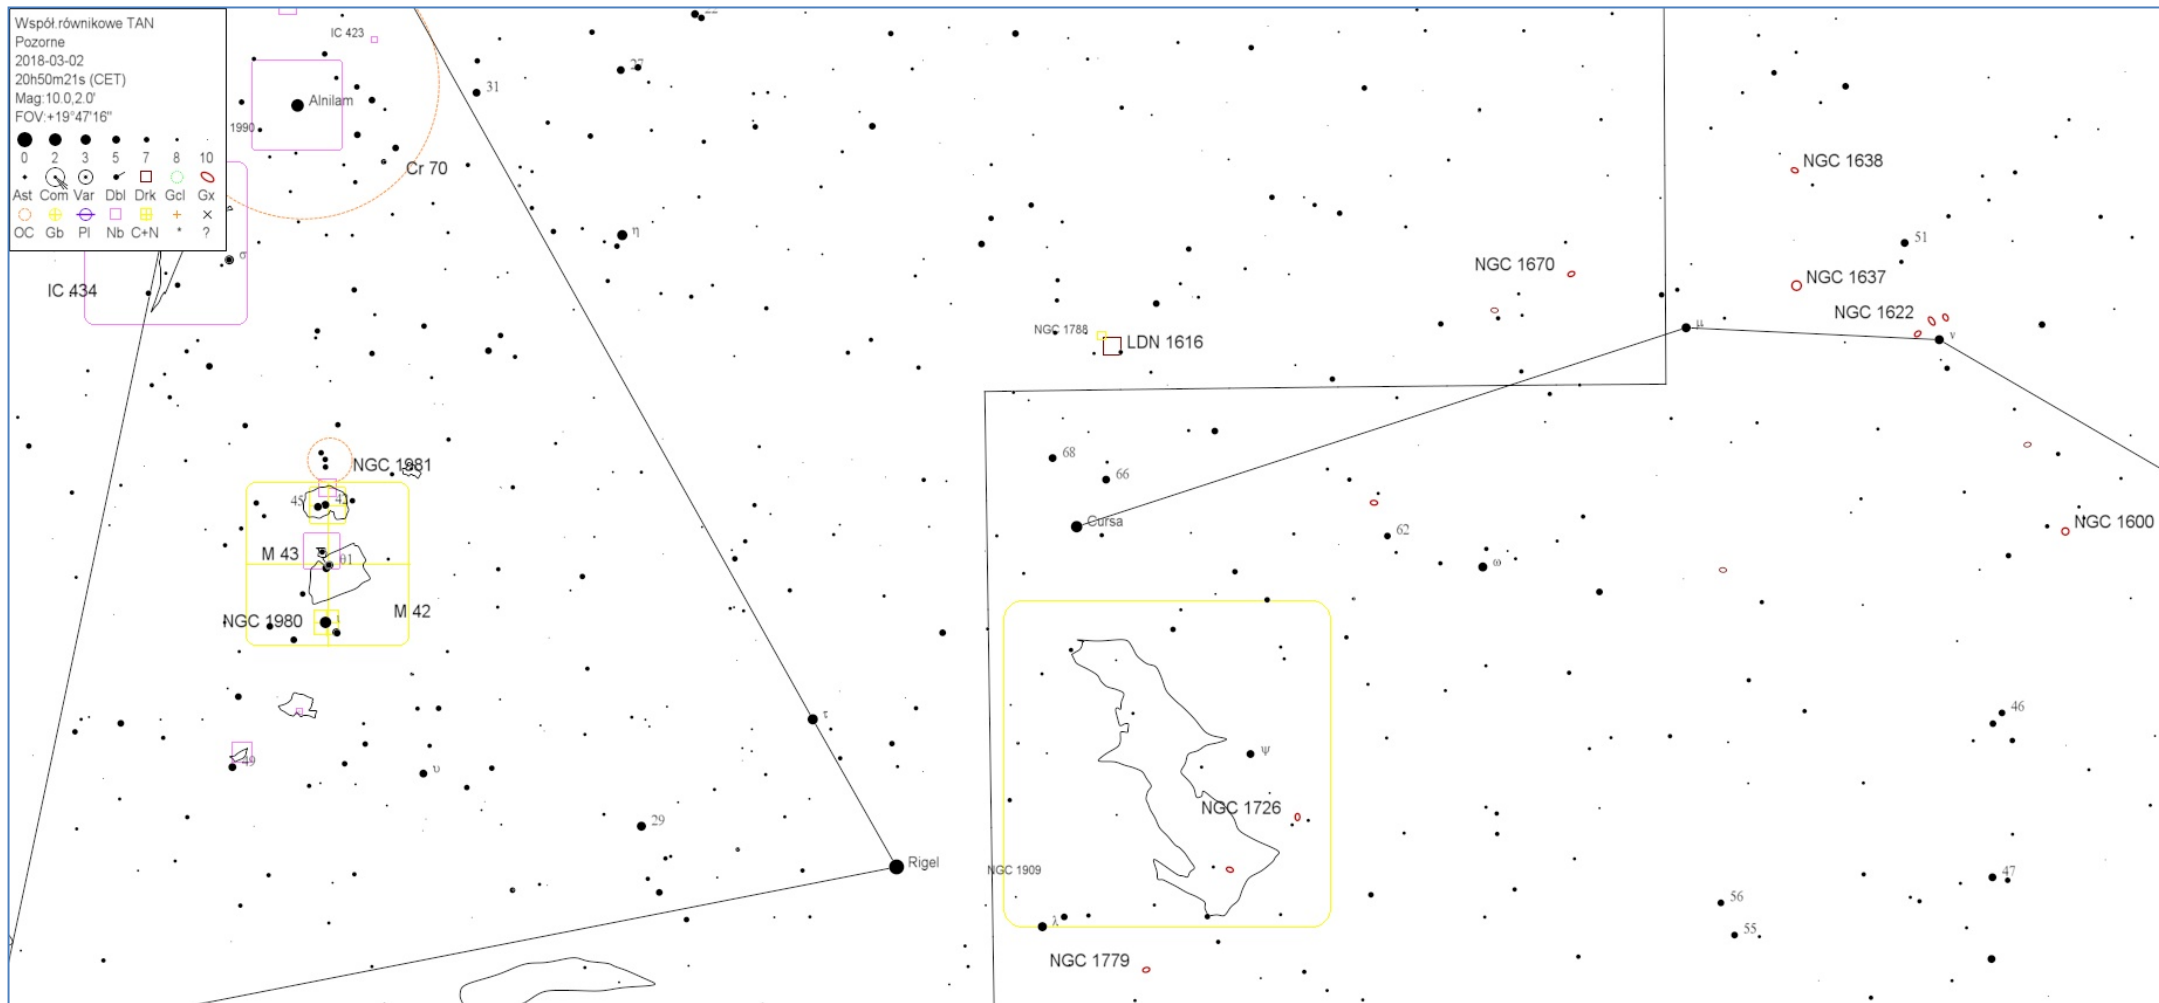 Współ.równikowe TAN
Pozorne
2018-03-02
20h50m21s (CET)
Mag:10.0,2.0'
FOV:+19°47'16"
0 2 3 5 7 8 10
Ast Com Var Dbl Drk Gcl Gx
OC Gb Pl Nb C+N * ?
IC 423
27
31
Alnilam
1990
Cr 70
NGC 1638
η
51
σ
NGC 1670
NGC 1637
IC 434
NGC 1622
NGC 1788
μ
LDN 1616
ν
68
NGC 1981
66
45
42
Cursa
NGC 1600
62
M 43
θ1
ω
M 42
NGC 1980
ι
46
τ
ψ
49
υ
NGC 1726
29
Rigel
NGC 1909
47
56
λ
55
NGC 1779